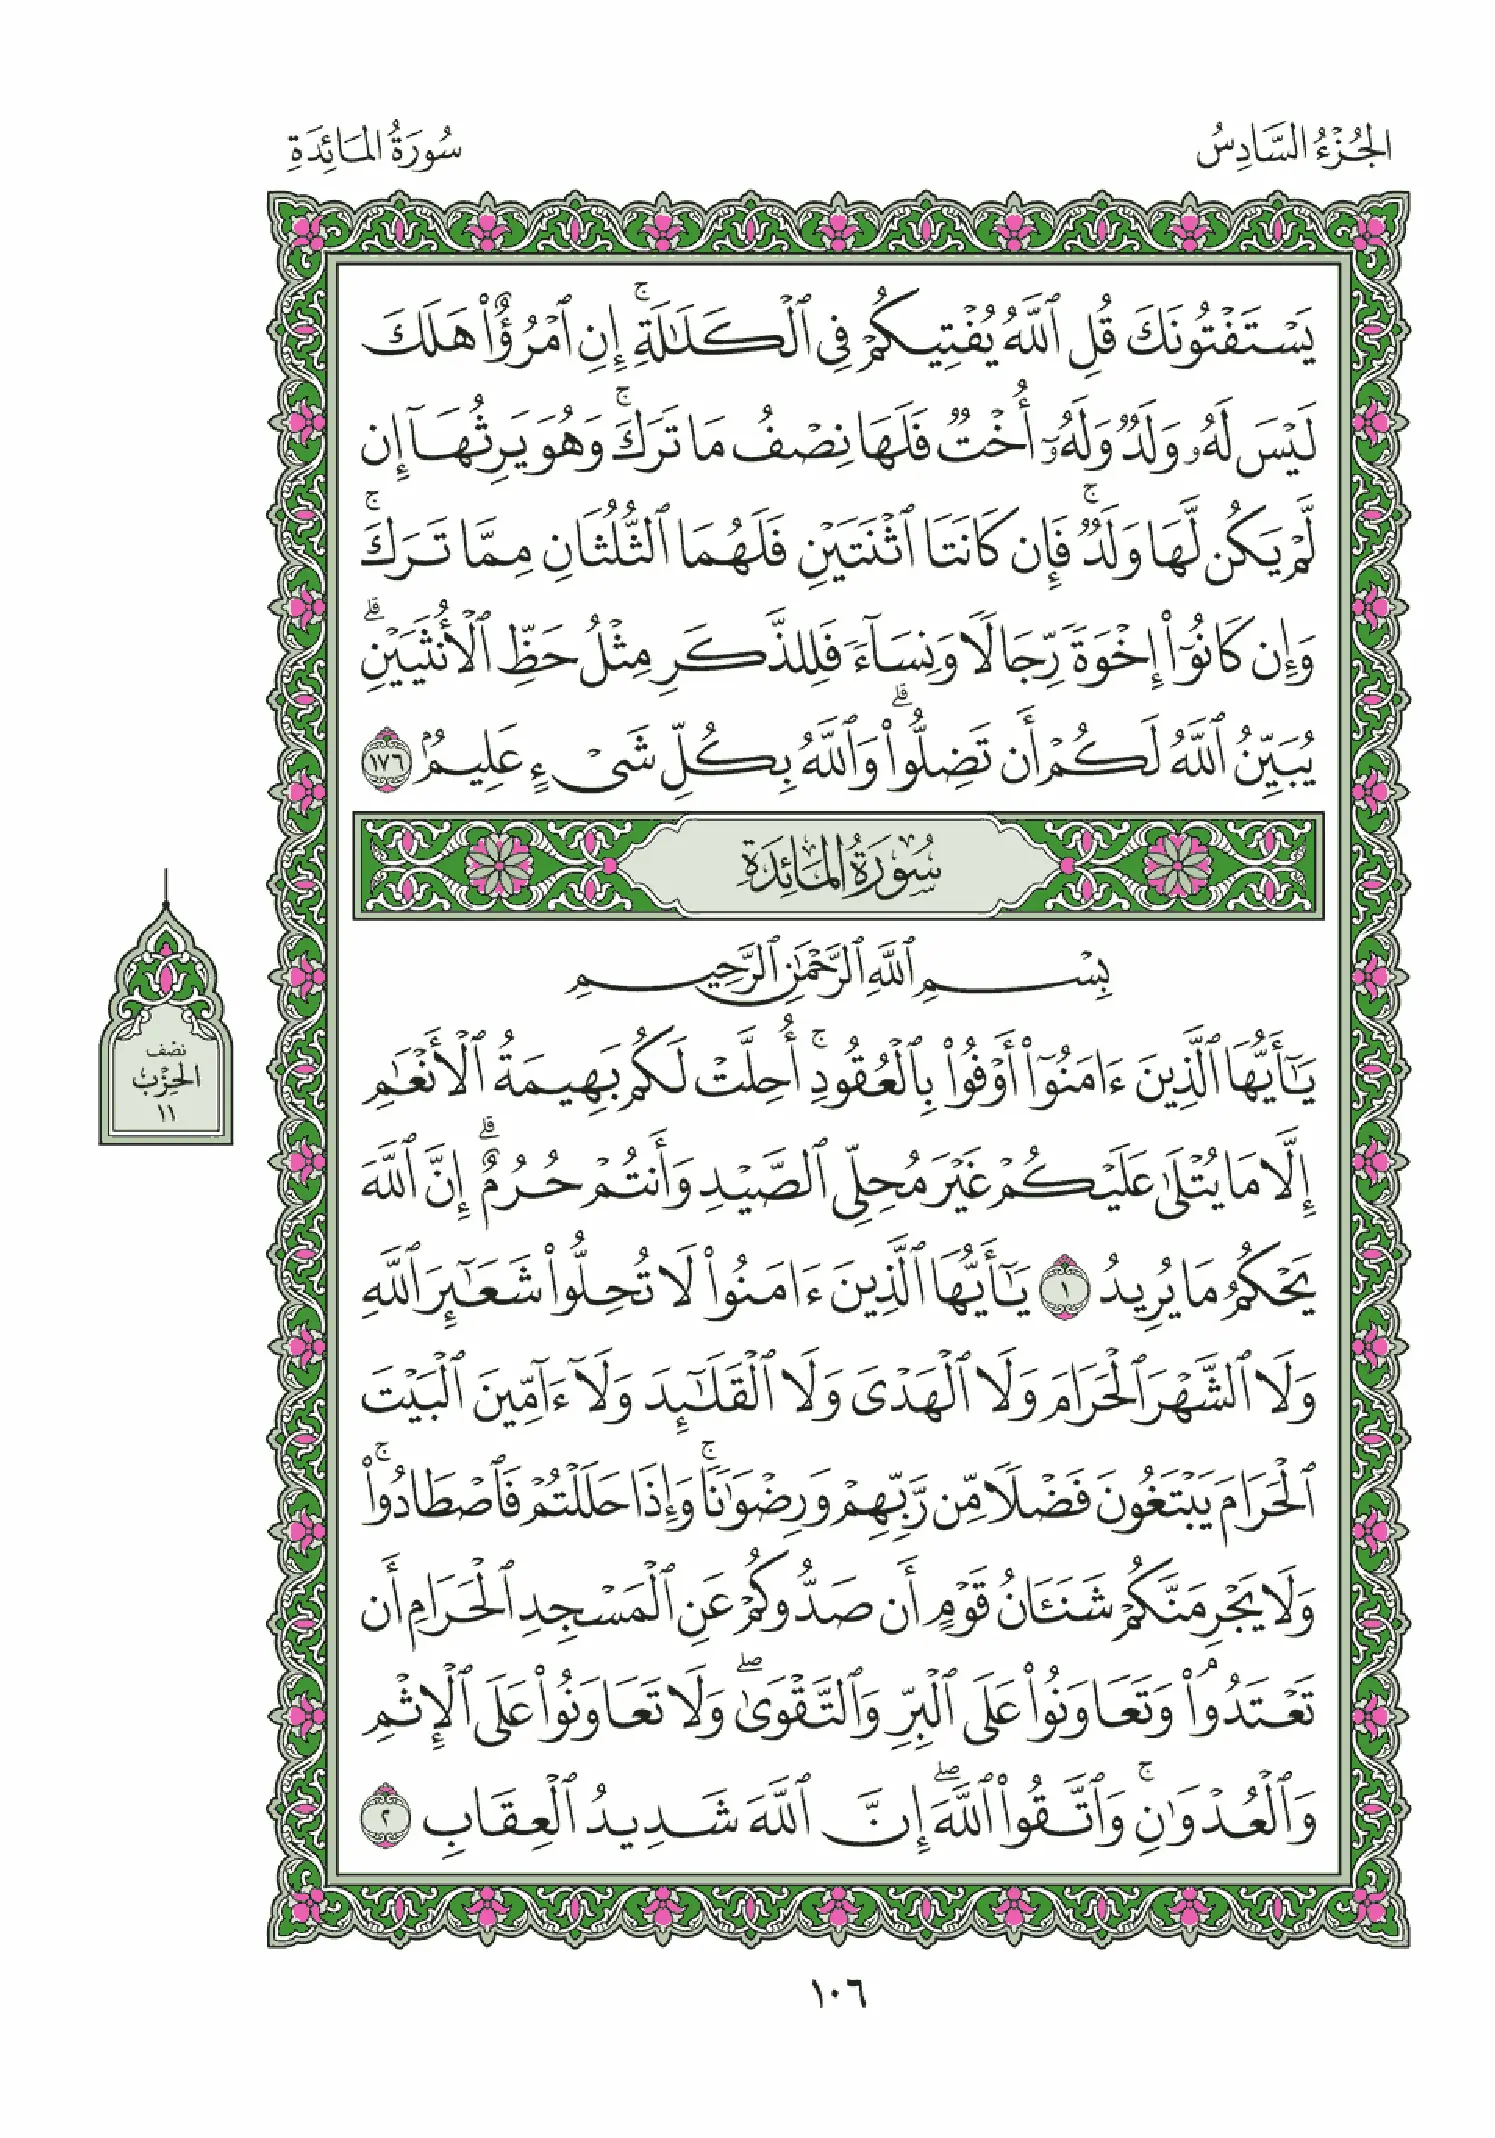 الجُزْءُ السَّادِسُ
سُورَةُ المَائِدَةِ
يَسْتَفْتُونَكَ قُلِ ٱللَّهُ يُفْتِيكُمْ فِى ٱلْكَلَـٰلَةِ ۚ إِنِ ٱمْرُؤٌا۟ هَلَكَ
لَيْسَ لَهُۥ وَلَدٌ وَلَهُۥٓ أُخْتٌ فَلَهَا نِصْفُ مَا تَرَكَ ۚ وَهُوَ يَرِثُهَآ إِن
لَّمْ يَكُن لَّهَا وَلَدٌ ۚ فَإِن كَانَتَا ٱثْنَتَيْنِ فَلَهُمَا ٱلثُّلُثَانِ مِمَّا تَرَكَ ۚ
وَإِن كَانُوٓا۟ إِخْوَةً رِّجَالًا وَنِسَآءً فَلِلذَّكَرِ مِثْلُ حَظِّ ٱلْأُنثَيَيْنِ ۗ
يُبَيِّنُ ٱللَّهُ لَكُمْ أَن تَضِلُّوا۟ ۗ وَٱللَّهُ بِكُلِّ شَىْءٍ عَلِيمٌۢ ١٧٦
سُورَةُ المَائِدَةِ
بِسْمِ ٱللَّهِ ٱلرَّحْمَـٰنِ ٱلرَّحِيمِ
يَـٰٓأَيُّهَا ٱلَّذِينَ ءَامَنُوٓا۟ أَوْفُوا۟ بِٱلْعُقُودِ ۚ أُحِلَّتْ لَكُم بَهِيمَةُ ٱلْأَنْعَـٰمِ
إِلَّا مَا يُتْلَىٰ عَلَيْكُمْ غَيْرَ مُحِلِّى ٱلصَّيْدِ وَأَنتُمْ حُرُمٌ ۗ إِنَّ ٱللَّهَ
يَحْكُمُ مَا يُرِيدُ ١ يَـٰٓأَيُّهَا ٱلَّذِينَ ءَامَنُوا۟ لَا تُحِلُّوا۟ شَعَـٰٓئِرَ ٱللَّهِ
وَلَا ٱلشَّهْرَ ٱلْحَرَامَ وَلَا ٱلْهَدْىَ وَلَا ٱلْقَلَـٰٓئِدَ وَلَآ ءَآمِّينَ ٱلْبَيْتَ
ٱلْحَرَامَ يَبْتَغُونَ فَضْلًا مِّن رَّبِّهِمْ وَرِضْوَٰنًا ۚ وَإِذَا حَلَلْتُمْ فَٱصْطَادُوا۟ ۚ
وَلَا يَجْرِمَنَّكُمْ شَنَـَٔانُ قَوْمٍ أَن صَدُّوكُمْ عَنِ ٱلْمَسْجِدِ ٱلْحَرَامِ أَن
تَعْتَدُوا۟ ۘ وَتَعَاوَنُوا۟ عَلَى ٱلْبِرِّ وَٱلتَّقْوَىٰ ۖ وَلَا تَعَاوَنُوا۟ عَلَى ٱلْإِثْمِ
وَٱلْعُدْوَٰنِ ۚ وَٱتَّقُوا۟ ٱللَّهَ ۖ إِنَّ ٱللَّهَ شَدِيدُ ٱلْعِقَابِ ٢
نصف
الحِزْب
١١
١٠٦